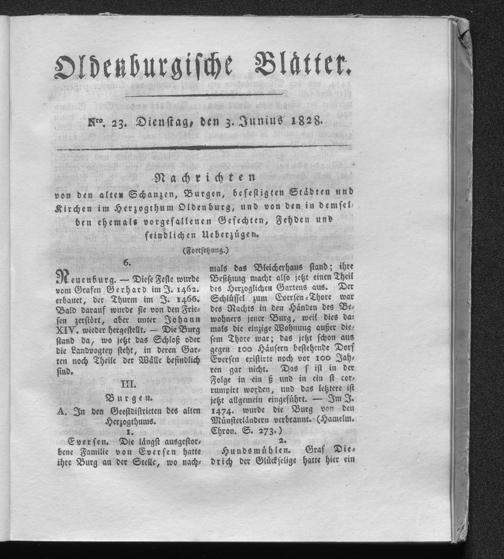 Oldenburgische Blätter.
Nro. 23. Dienstag, den 3. Junius 1828.
Nachrichten
von den alten Schanzen, Burgen, befestigten Städten und
Kirchen im Herzogthum Oldenburg, und von den in demsel-
ben ehemals vorgefallenen Gefechten, Fehden und
feindlichen Ueberzügen.
(Fortsetzung.)
6.
Neuenburg. — Diese Feste wurde
vom Grafen Gerhard im J. 1462.
erbauet, der Thurm im J. 1466.
Bald darauf wurde sie von den Frie-
sen zerstört, aber unter Johann
XIV. wieder hergestellt. — Die Burg
stand da, wo jetzt das Schloß oder
die Landvogtey steht, in deren Gar-
ten noch Theile der Wälle befindlich
sind.
III.
Burgen.
A. In den Geestdistricten des alten
Herzogthums.
1.
Eversen. Die längst ausgestor-
bene Familie von Eversen hatte
ihre Burg an der Stelle, wo nach-
mals das Bleicherhaus stand; ihre
Besitzung macht also jetzt einen Theil
des Herzoglichen Gartens aus. Der
Schlüssel zum Eversen-Thore war
des Nachts in den Händen des Be-
wohners jener Burg, weil dies da-
mals die einzige Wohnung außer die-
sem Thore war; das jetzt schon aus
gegen 100 Häusern bestehende Dorf
Eversen existirte noch vor 100 Jah-
ren gar nicht. Das s ist in der
Folge in ein ß und in ein st cor-
rumpirt worden, und das letztere ist
jetzt allgemein eingeführt. — Im J.
1474. wurde die Burg von den
Münsterländern verbrannt. (Hamelm.
Chron. S. 273.)
2.
Hundsmühlen. Graf Die-
drich der Glückselige hatte hier ein